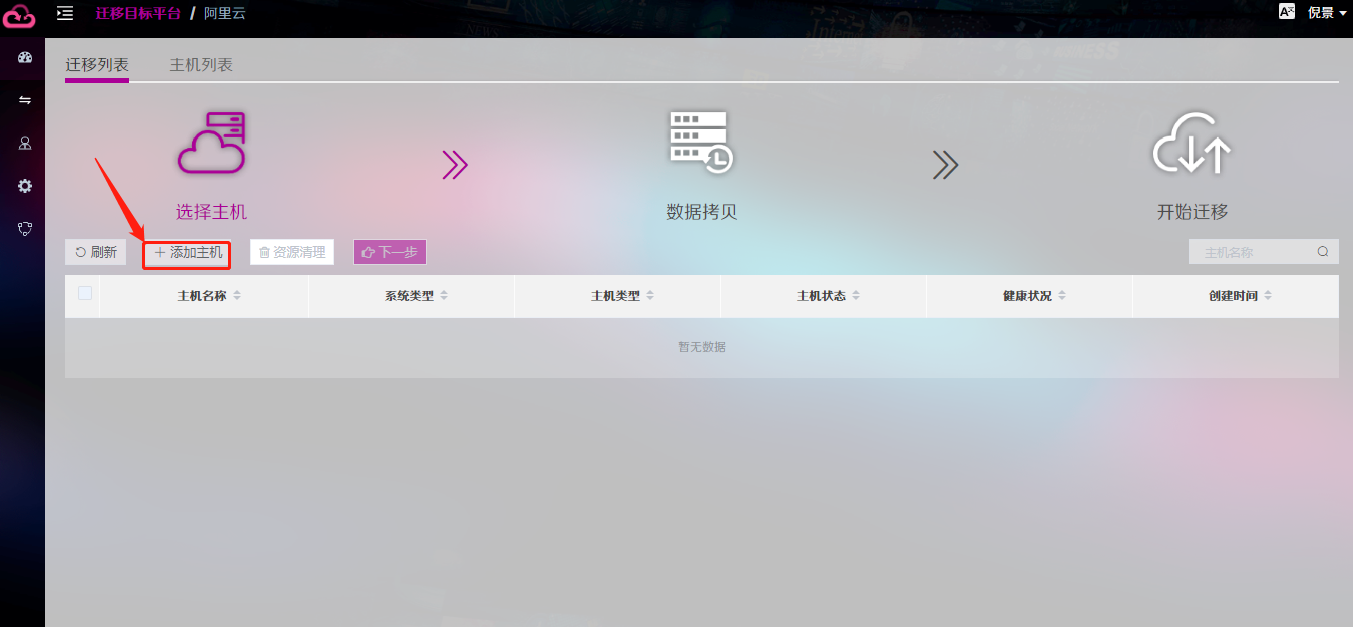 迁移目标平台 / 阿里云
倪景
迁移列表 主机列表
选择主机 数据拷贝 开始迁移
刷新 添加主机 资源清理 下一步 主机名称
主机名称 系统类型 主机类型 主机状态 健康状况 创建时间
暂无数据